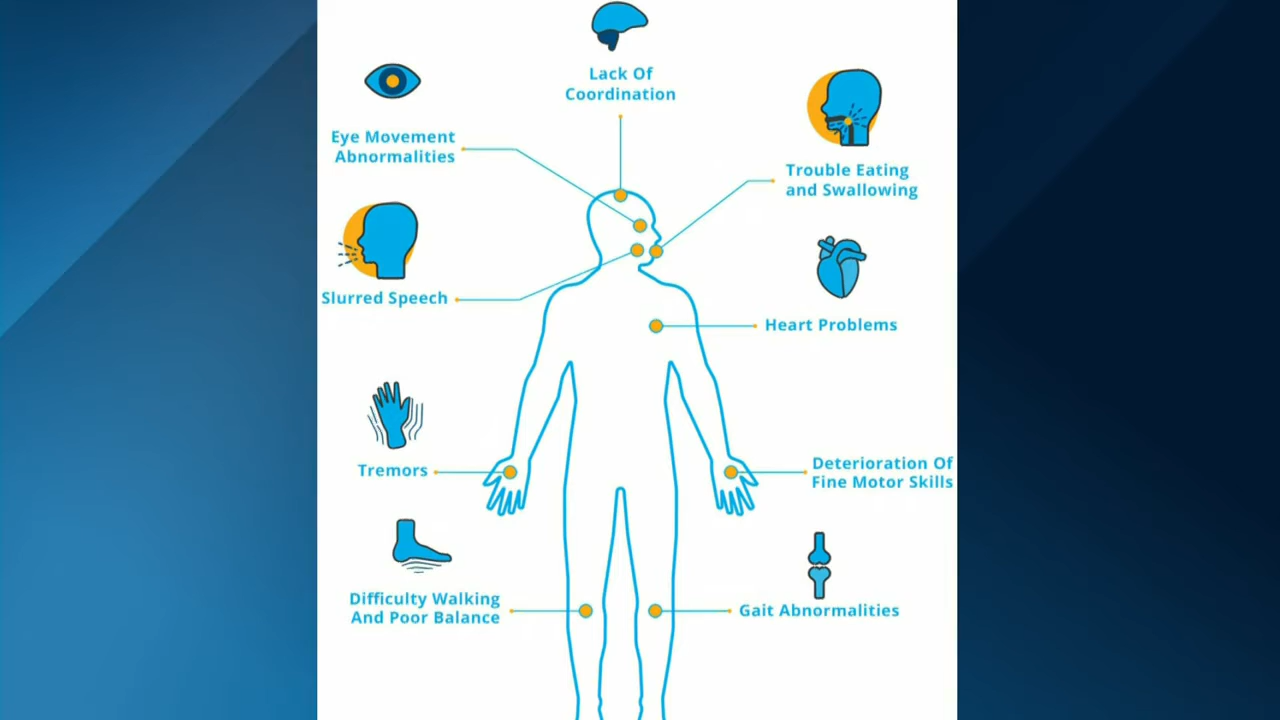 Lack Of
Coordination
Eye Movement
Abnormalities
Trouble Eating
and Swallowing
Slurred Speech
Heart Problems
Tremors
Deterioration Of
Fine Motor Skills
Difficulty Walking
And Poor Balance
Gait Abnormalities